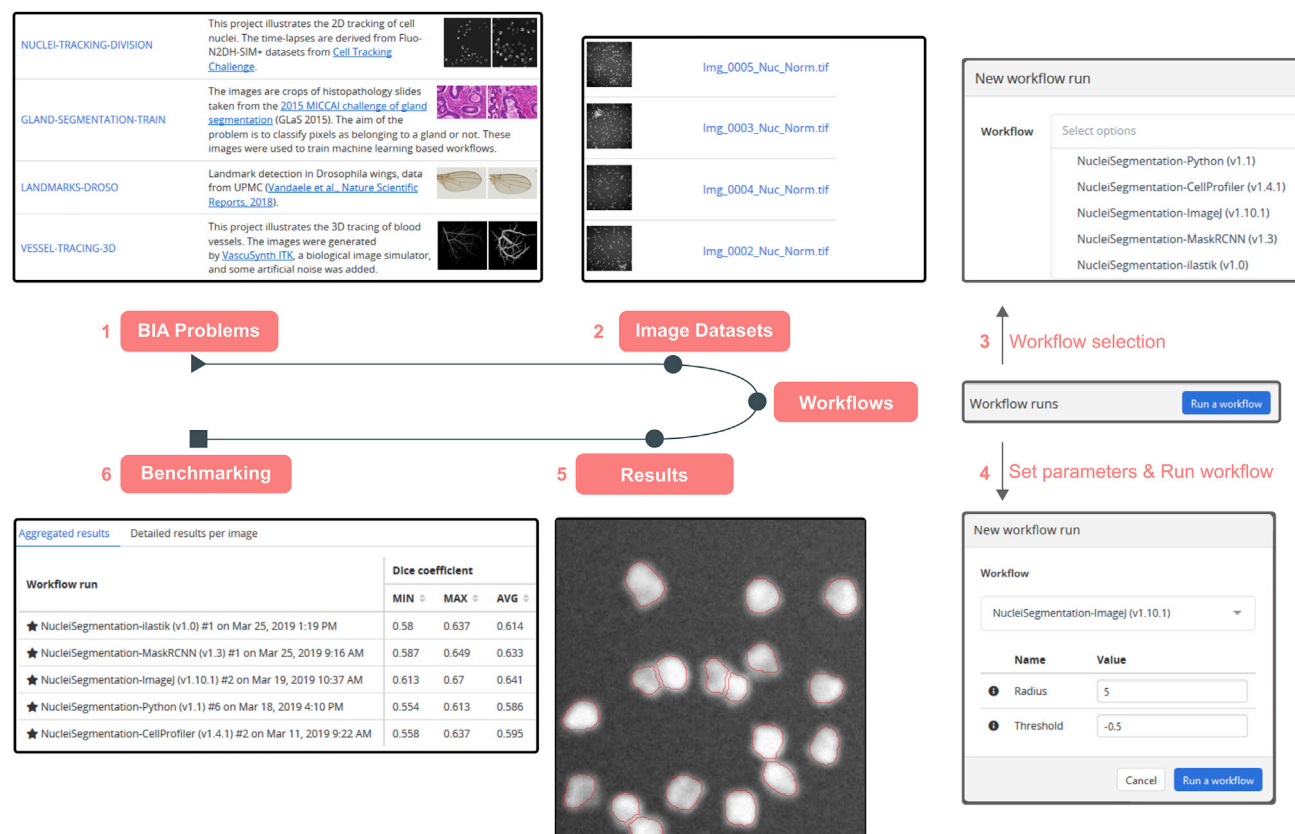 NUCLEI-TRACKING-DIVISION
This project illustrates the 2D tracking of cell
nuclei. The time-lapses are derived from Fluo-
N2DH-SIM+ datasets from Cell Tracking
Challenge.
GLAND-SEGMENTATION-TRAIN
The images are crops of histopathology slides
taken from the 2015 MICCAI challenge of gland
segmentation (GLaS 2015). The aim of the
problem is to classify pixels as belonging to a gland or not. These
images were used to train machine learning based workflows.
LANDMARKS-DROSO
Landmark detection in Drosophila wings, data
from UPMC (Vandaele et al., Nature Scientific
Reports, 2018).
VESSEL-TRACING-3D
This project illustrates the 3D tracing of blood
vessels. The images were generated
by VascuSynth ITK, a biological image simulator,
and some artificial noise was added.
Img_0005_Nuc_Norm.tif
Img_0003_Nuc_Norm.tif
Img_0004_Nuc_Norm.tif
Img_0002_Nuc_Norm.tif
New workflow run
Workflow
Select options
NucleiSegmentation-Python (v1.1)
NucleiSegmentation-CellProfiler (v1.4.1)
NucleiSegmentation-ImageJ (v1.10.1)
NucleiSegmentation-MaskRCNN (v1.3)
NucleiSegmentation-ilastik (v1.0)
1 BIA Problems
2 Image Datasets
3 Workflow selection
Workflows
Workflow runs
Run a workflow
6 Benchmarking
5 Results
4 Set parameters & Run workflow
Aggregated results Detailed results per image
Workflow run
Dice coefficient
MIN MAX AVG
NucleiSegmentation-ilastik (v1.0) #1 on Mar 25, 2019 1:19 PM 0.58 0.637 0.614
NucleiSegmentation-MaskRCNN (v1.3) #1 on Mar 25, 2019 9:16 AM 0.587 0.649 0.633
NucleiSegmentation-ImageJ (v1.10.1) #2 on Mar 19, 2019 10:37 AM 0.613 0.67 0.641
NucleiSegmentation-Python (v1.1) #6 on Mar 18, 2019 4:10 PM 0.554 0.613 0.586
NucleiSegmentation-CellProfiler (v1.4.1) #2 on Mar 11, 2019 9:22 AM 0.558 0.637 0.595
New workflow run
Workflow
NucleiSegmentation-ImageJ (v1.10.1)
Name Value
Radius 5
Threshold -0.5
Cancel Run a workflow